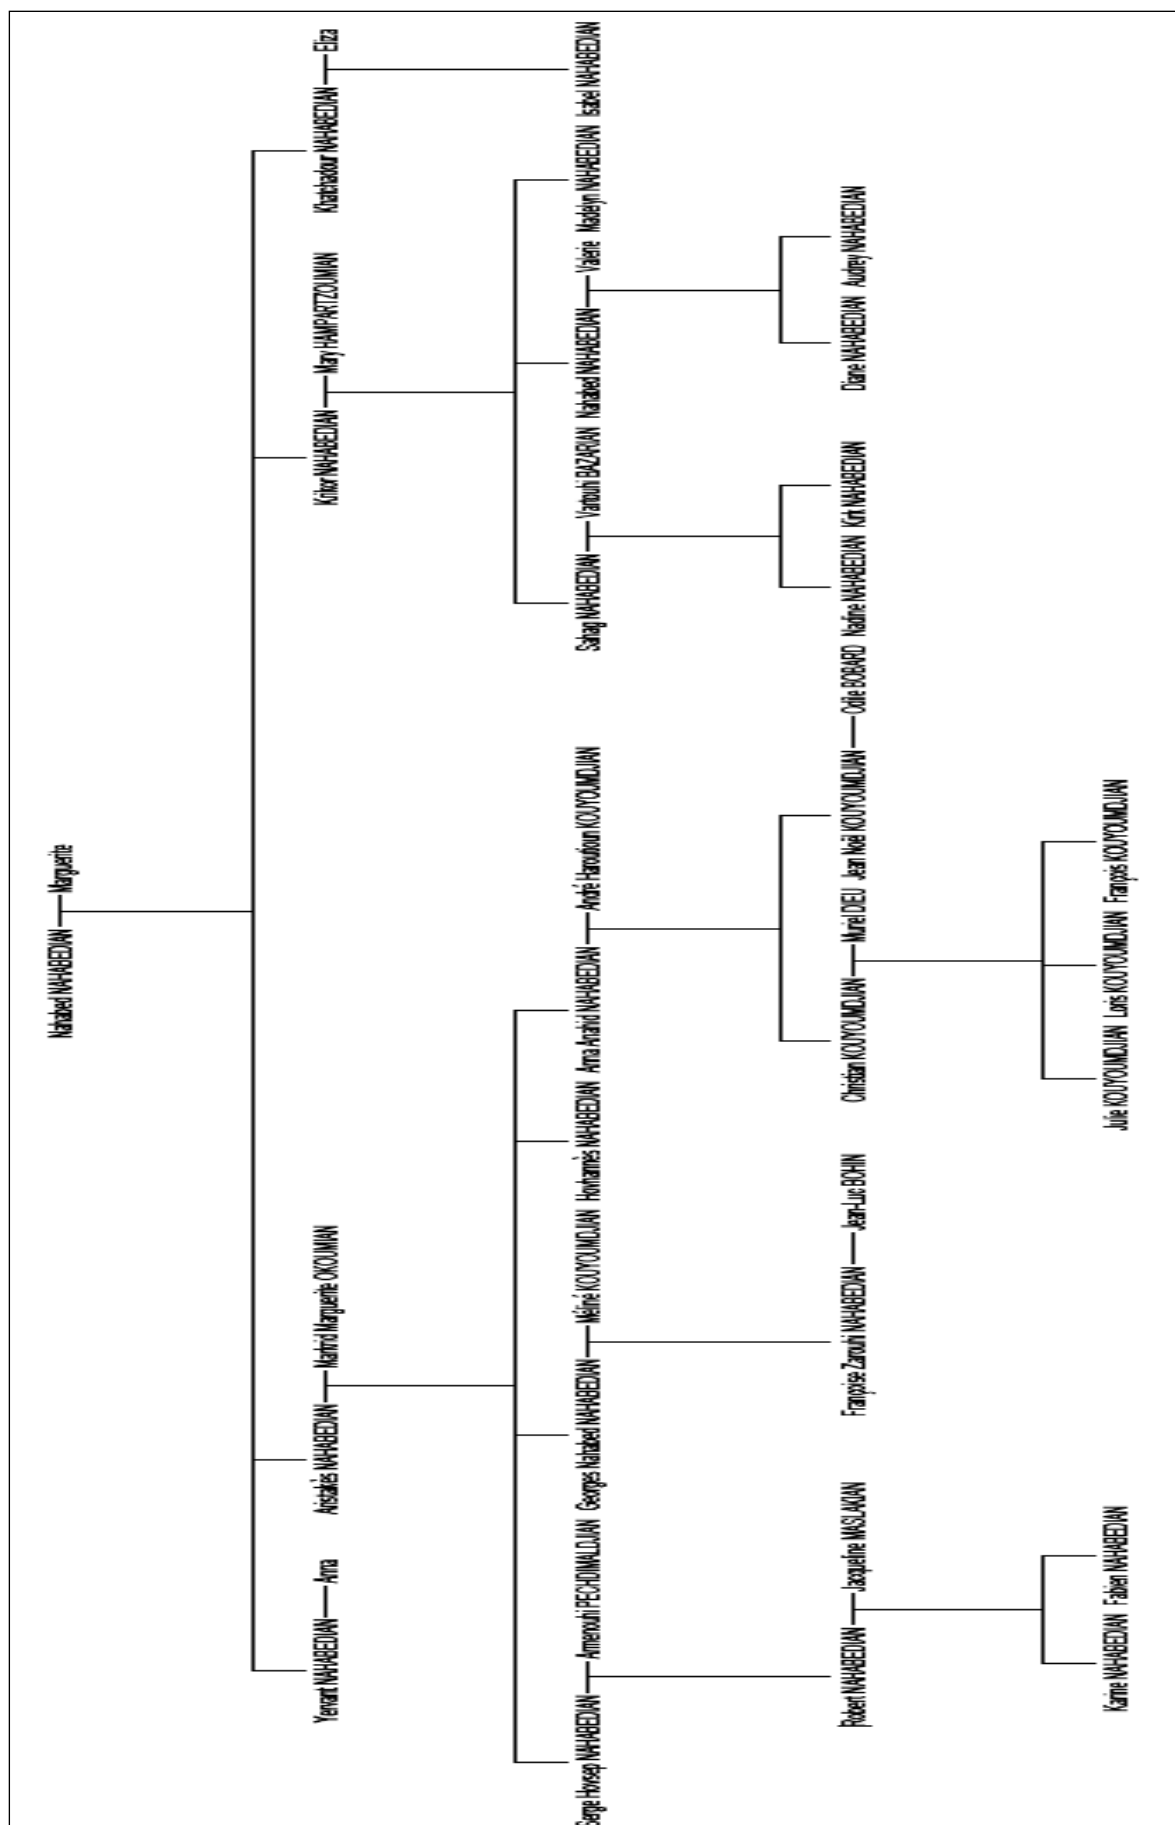 Nahabed NAHABEDIAN — Marguerite
Yervant NAHABEDIAN — Anna
Aristakès NAHABEDIAN — Markrid Marguerite OKOUMIAN
Krikor NAHABEDIAN — Mary HAMPARTZOUMIAN
Khatchadour NAHABEDIAN — Eliza
Serge Hovsep NAHABEDIAN — Armenouhi PECHDIMALDJIAN
Georges Nahabed NAHABEDIAN — Méliné KOUYOUMDJIAN
Hovhannès NAHABEDIAN
Anna Anahid NAHABEDIAN — André Haroutioun KOUYOUMDJIAN
Sahag NAHABEDIAN — Vartouhi BAZARIAN
Nahabed NAHABEDIAN — Valerie
Madelyn NAHABEDIAN
Isabel NAHABEDIAN
Robert NAHABEDIAN — Jacqueline MASLAKIAN
Françoise Zarouhi NAHABEDIAN — Jean-Luc BOHIN
Christian KOUYOUMDJIAN — Muriel DIEU
Jean Noël KOUYOUMDJIAN — Odile BOBARD
Nadine NAHABEDIAN
Kirk NAHABEDIAN
Diane NAHABEDIAN
Audrey NAHABEDIAN
Karine NAHABEDIAN
Fabien NAHABEDIAN
Julie KOUYOUMDJIAN
Loris KOUYOUMDJIAN
François KOUYOUMDJIAN